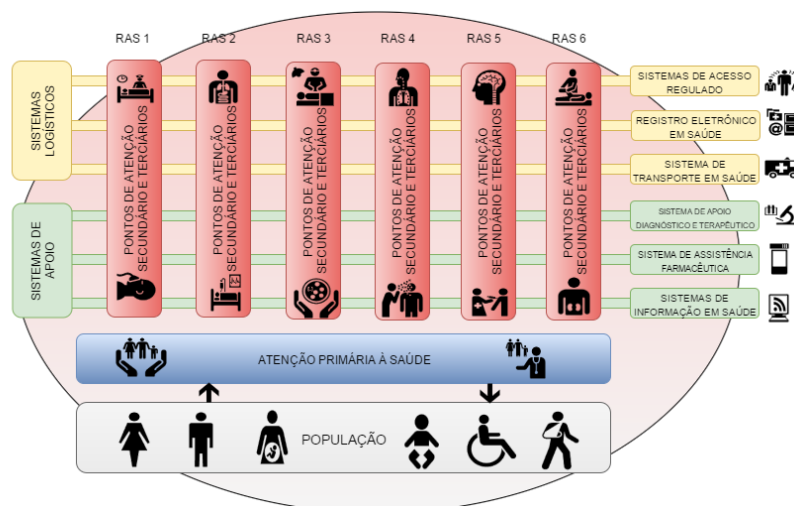 RAS 1
RAS 2
RAS 3
RAS 4
RAS 5
RAS 6
SISTEMAS
LOGÍSTICOS
SISTEMAS DE
APOIO
PONTOS DE ATENÇÃO
SECUNDÁRIO E TERCIÁRIOS
PONTOS DE ATENÇÃO
SECUNDÁRIO E TERCIÁRIOS
PONTOS DE ATENÇÃO
SECUNDÁRIO E TERCIÁRIOS
PONTOS DE ATENÇÃO
SECUNDÁRIO E TERCIÁRIOS
PONTOS DE ATENÇÃO
SECUNDÁRIO E TERCIÁRIOS
PONTOS DE ATENÇÃO
SECUNDÁRIO E TERCIÁRIOS
SISTEMAS DE ACESSO
REGULADO
REGISTRO ELETRÔNICO
EM SAÚDE
@
SISTEMA DE
TRANSPORTE EM SAÚDE
SISTEMA DE APOIO
DIAGNÓSTICO E TERAPÊUTICO
SISTEMA DE ASSISTÊNCIA
FARMACÊUTICA
SISTEMAS DE
INFORMAÇÃO EM SAÚDE
ATENÇÃO PRIMÁRIA À SAÚDE
POPULAÇÃO